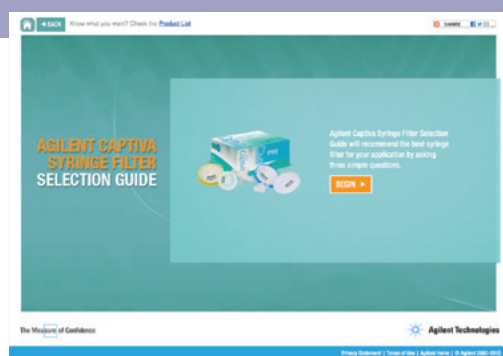 ◄ BACK Know what you want? Check the Product List
SHARE
AGILENT CAPTIVA
SYRINGE FILTER
SELECTION GUIDE
Agilent Captiva Syringe Filter Selection
Guide will recommend the best syringe
filter for your application by asking
three simple questions.
BEGIN ►
The Measure of Confidence
Agilent Technologies
Privacy Statement | Terms of Use | Agilent Home | © Agilent